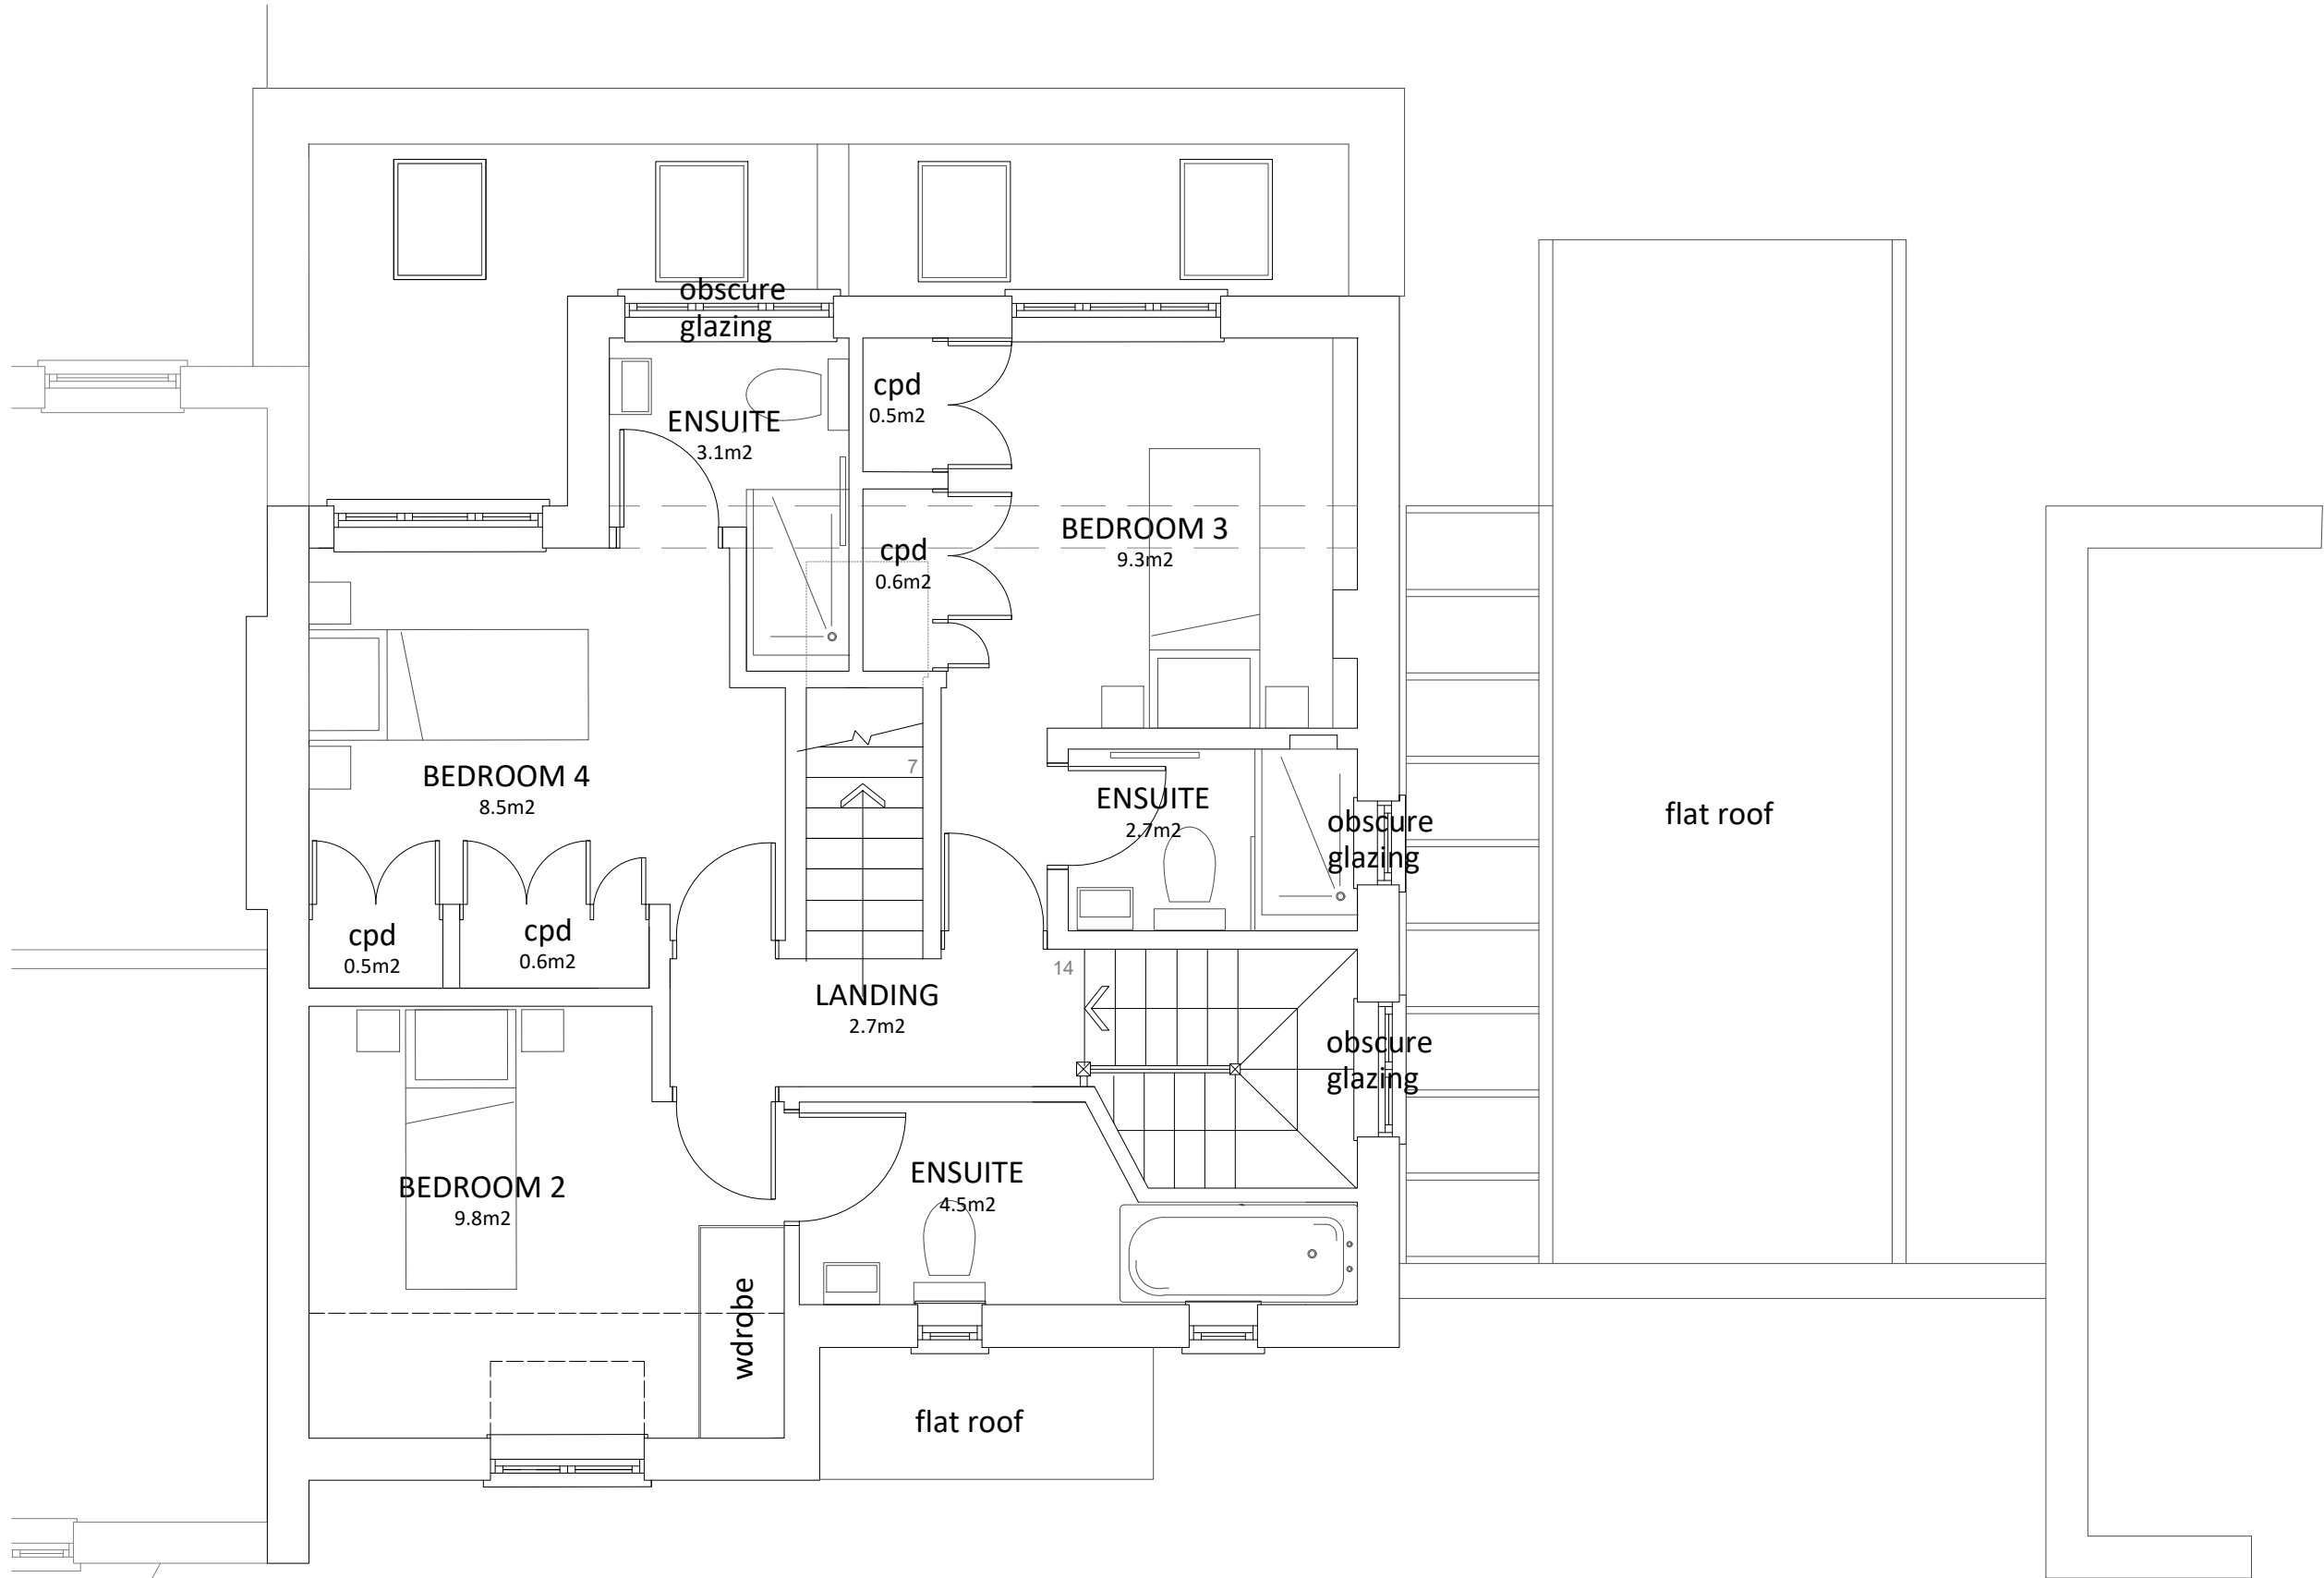 obscure
glazing
ENSUITE
3.1m2
cpd
0.5m2
cpd
0.6m2
BEDROOM 3
9.3m2
BEDROOM 4
8.5m2
7
ENSUITE
2.7m2
obscure
glazing
flat roof
cpd
0.5m2
cpd
0.6m2
LANDING
2.7m2
14
obscure
glazing
BEDROOM 2
9.8m2
ENSUITE
4.5m2
wdrobe
flat roof